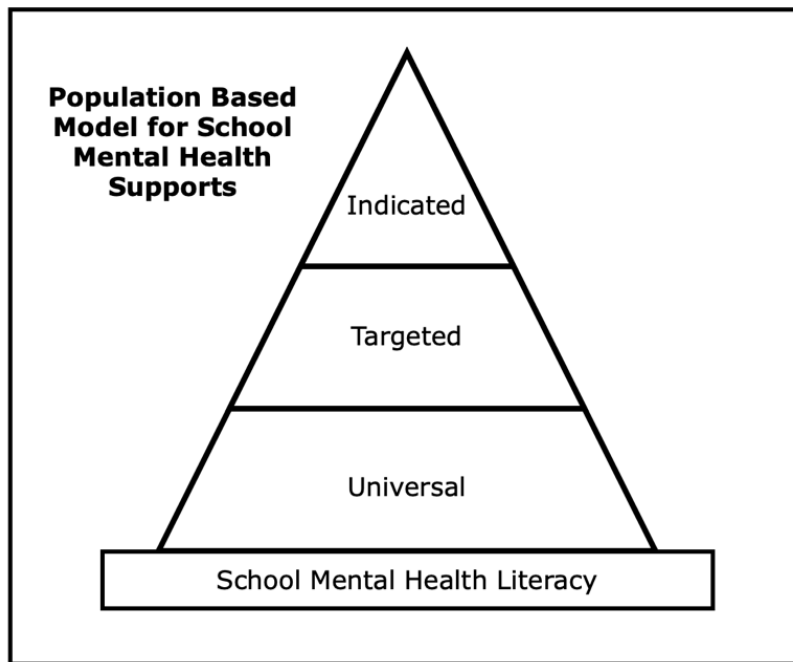 Population Based
Model for School
Mental Health
Supports
Indicated
Targeted
Universal
School Mental Health Literacy